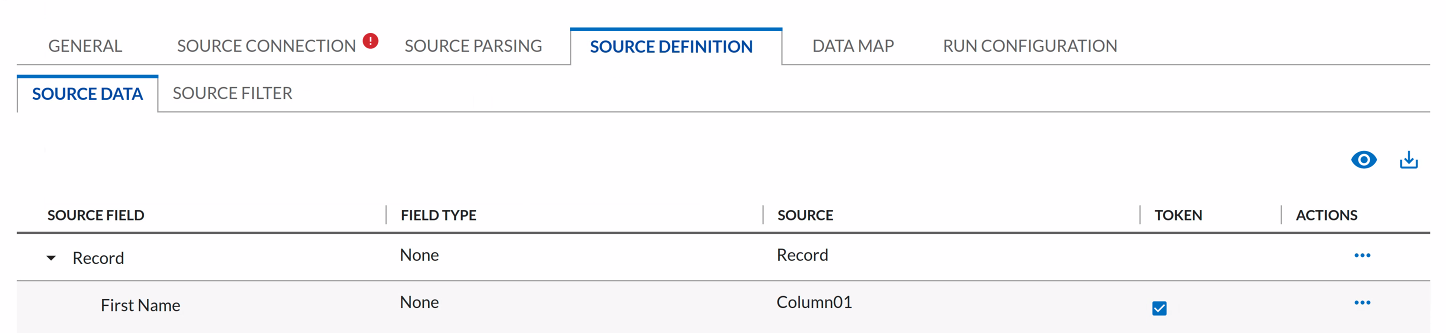 GENERAL SOURCE CONNECTION ! SOURCE PARSING SOURCE DEFINITION DATA MAP RUN CONFIGURATION
SOURCE DATA SOURCE FILTER
SOURCE FIELD FIELD TYPE SOURCE TOKEN ACTIONS
Record None Record
First Name None Column01